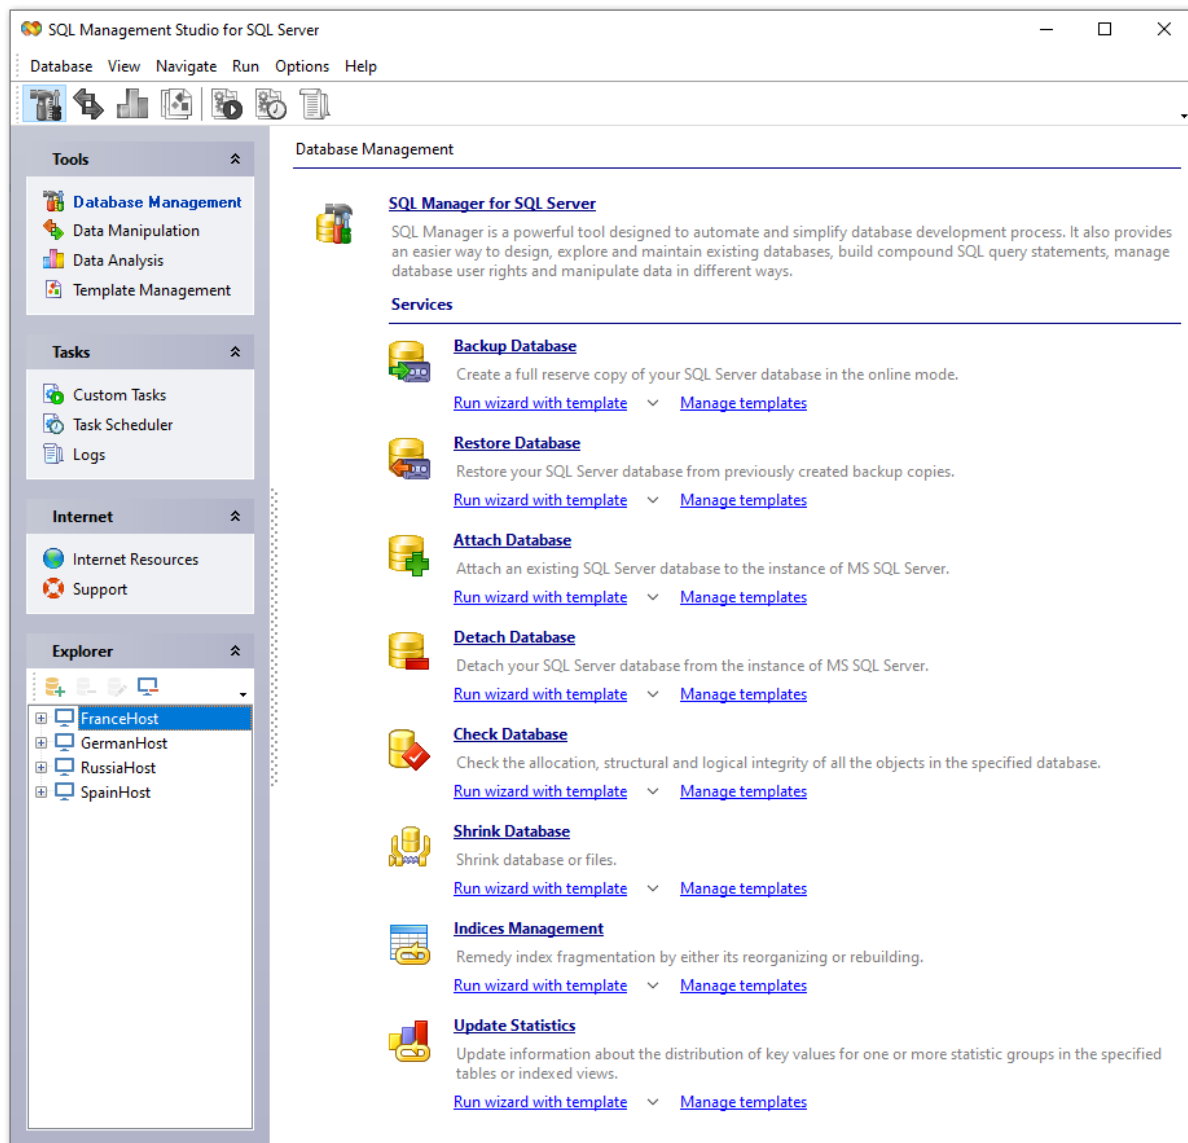 SQL Management Studio for SQL Server
Database View Navigate Run Options Help
Tools
Database Management
Data Manipulation
Data Analysis
Template Management
Tasks
Custom Tasks
Task Scheduler
Logs
Internet
Internet Resources
Support
Explorer
FranceHost
GermanHost
RussiaHost
SpainHost
Database Management
SQL Manager for SQL Server
SQL Manager is a powerful tool designed to automate and simplify database development process. It also provides
an easier way to design, explore and maintain existing databases, build compound SQL query statements, manage
database user rights and manipulate data in different ways.
Services
Backup Database
Create a full reserve copy of your SQL Server database in the online mode.
Run wizard with template Manage templates
Restore Database
Restore your SQL Server database from previously created backup copies.
Run wizard with template Manage templates
Attach Database
Attach an existing SQL Server database to the instance of MS SQL Server.
Run wizard with template Manage templates
Detach Database
Detach your SQL Server database from the instance of MS SQL Server.
Run wizard with template Manage templates
Check Database
Check the allocation, structural and logical integrity of all the objects in the specified database.
Run wizard with template Manage templates
Shrink Database
Shrink database or files.
Run wizard with template Manage templates
Indices Management
Remedy index fragmentation by either its reorganizing or rebuilding.
Run wizard with template Manage templates
Update Statistics
Update information about the distribution of key values for one or more statistic groups in the specified
tables or indexed views.
Run wizard with template Manage templates